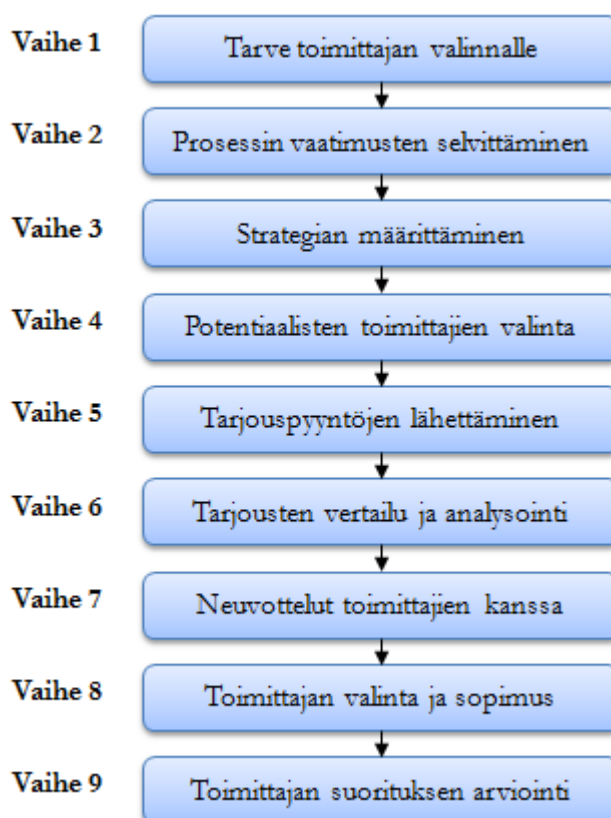 Vaihe 1 Tarve toimittajan valinnalle
Vaihe 2 Prosessin vaatimusten selvittäminen
Vaihe 3 Strategian määrittäminen
Vaihe 4 Potentiaalisten toimittajien valinta
Vaihe 5 Tarjouspyyntöjen lähettäminen
Vaihe 6 Tarjousten vertailu ja analysointi
Vaihe 7 Neuvottelut toimittajien kanssa
Vaihe 8 Toimittajan valinta ja sopimus
Vaihe 9 Toimittajan suorituksen arviointi